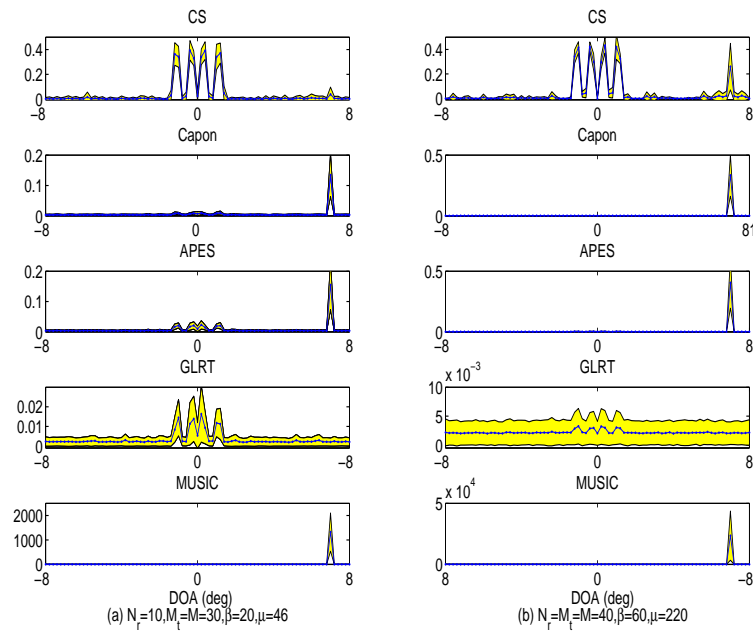 CS
0.4
0.2
0
−8 0 8
Capon
0.2
0.1
0
−8 0 8
APES
0.2
0.1
0
−8 0 8
GLRT
0.02
0.01
0
−8 0 −8
MUSIC
2000
1000
0
−8 0 8
DOA (deg)
(a) N_r=10,M_t=M=30,β=20,μ=46
CS
0.4
0.2
0
−8 0 8
Capon
0.5
0
−8 0 81
APES
0.5
0
−8 0 8
GLRT
x 10^−3
10
5
0
−8 0 8
MUSIC
x 10^4
5
0
−8 0 −88
DOA (deg)
(b) N_r=M_t=M=40,β=60,μ=220